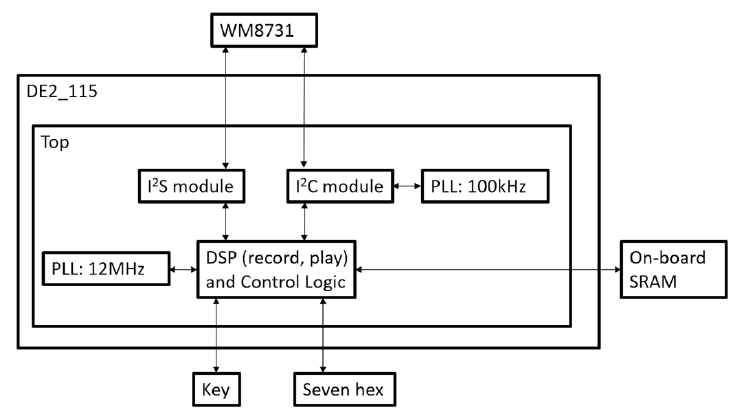 WM8731
DE2_115
Top
I²S module
I²C module
PLL: 100kHz
PLL: 12MHz
DSP (record, play)
and Control Logic
On-board
SRAM
Key
Seven hex